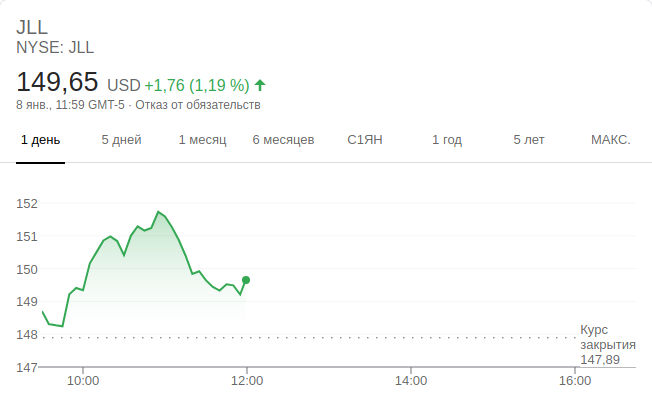 JLL
NYSE: JLL
149,65 USD +1,76 (1,19 %)
8 янв., 11:59 GMT-5 · Отказ от обязательств
1 день 5 дней 1 месяц 6 месяцев С1ЯН 1 год 5 лет МАКС.
152
151
150
149
148
147
Курс
закрытия
147,89
10:00 12:00 14:00 16:00